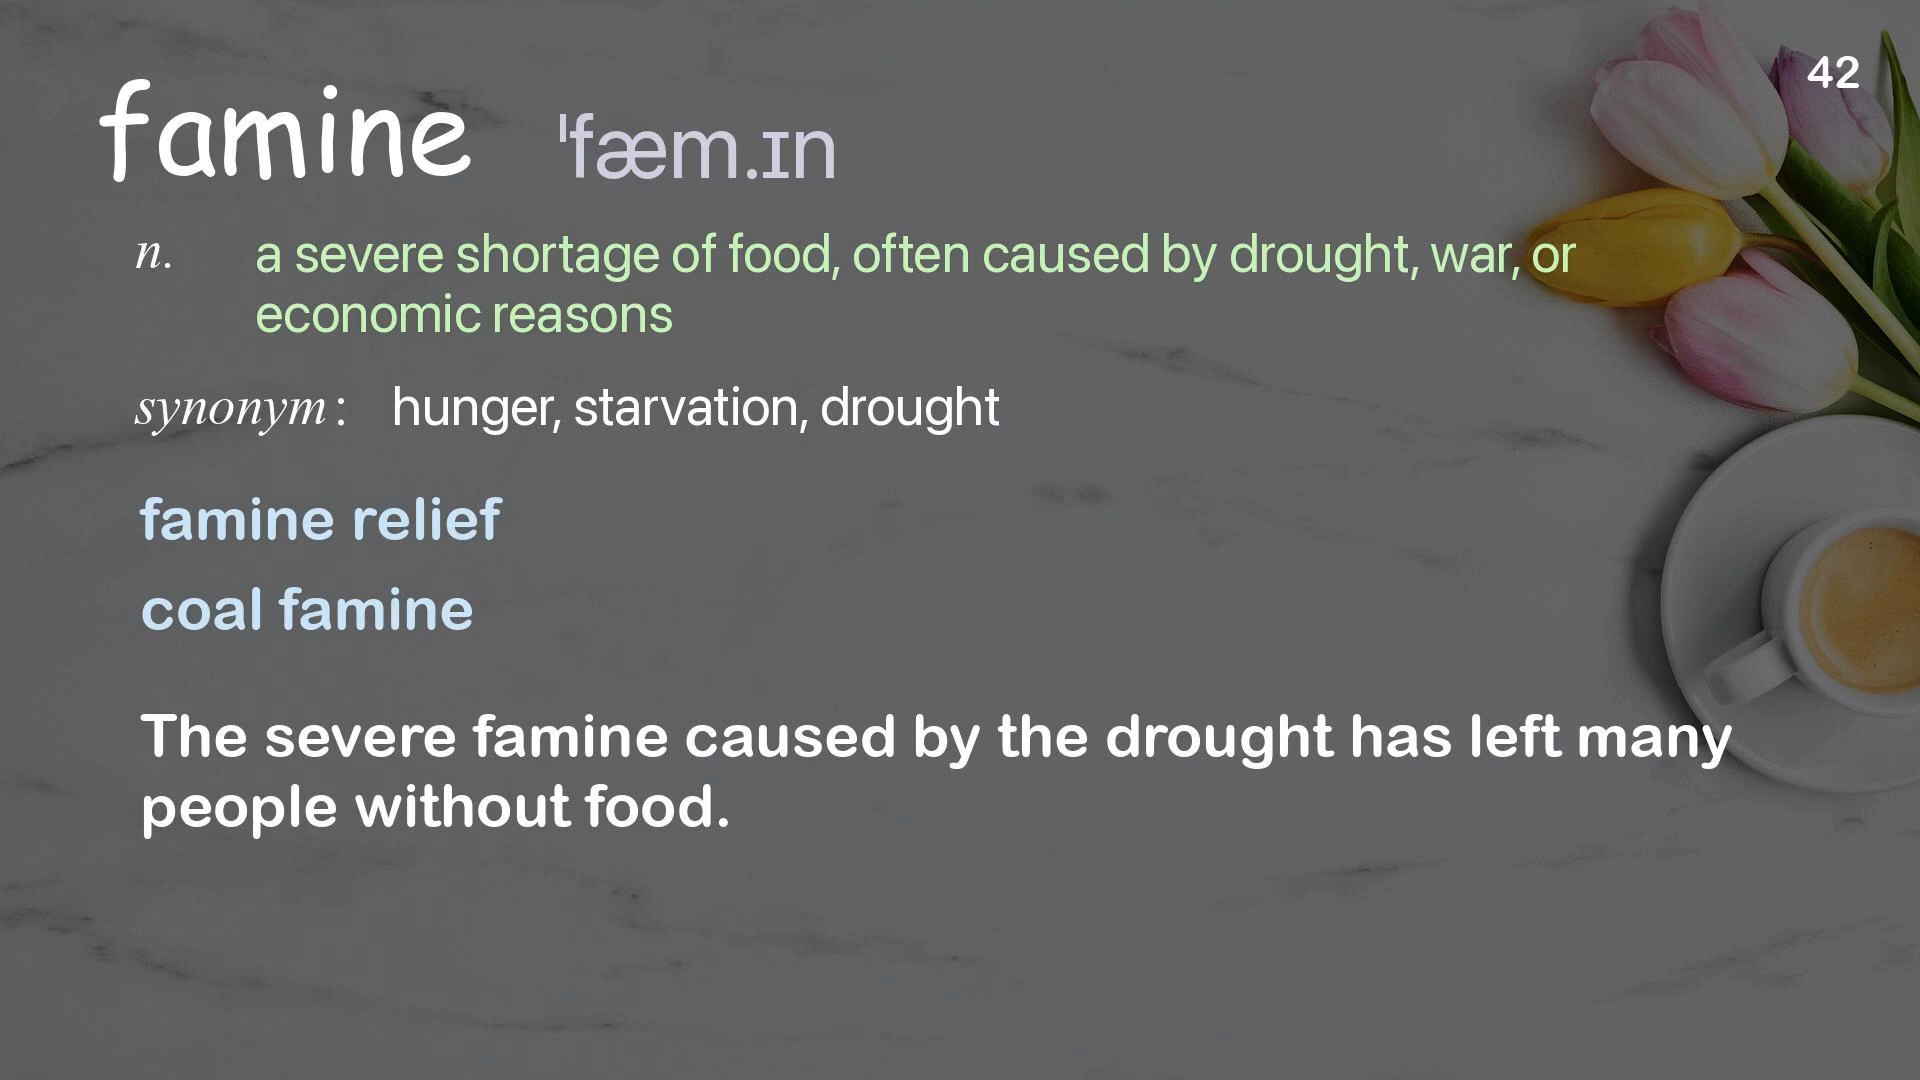 42
famine ˈfæm.ɪn
n. a severe shortage of food, often caused by drought, war, or
economic reasons
synonym: hunger, starvation, drought
famine relief
coal famine
The severe famine caused by the drought has left many
people without food.